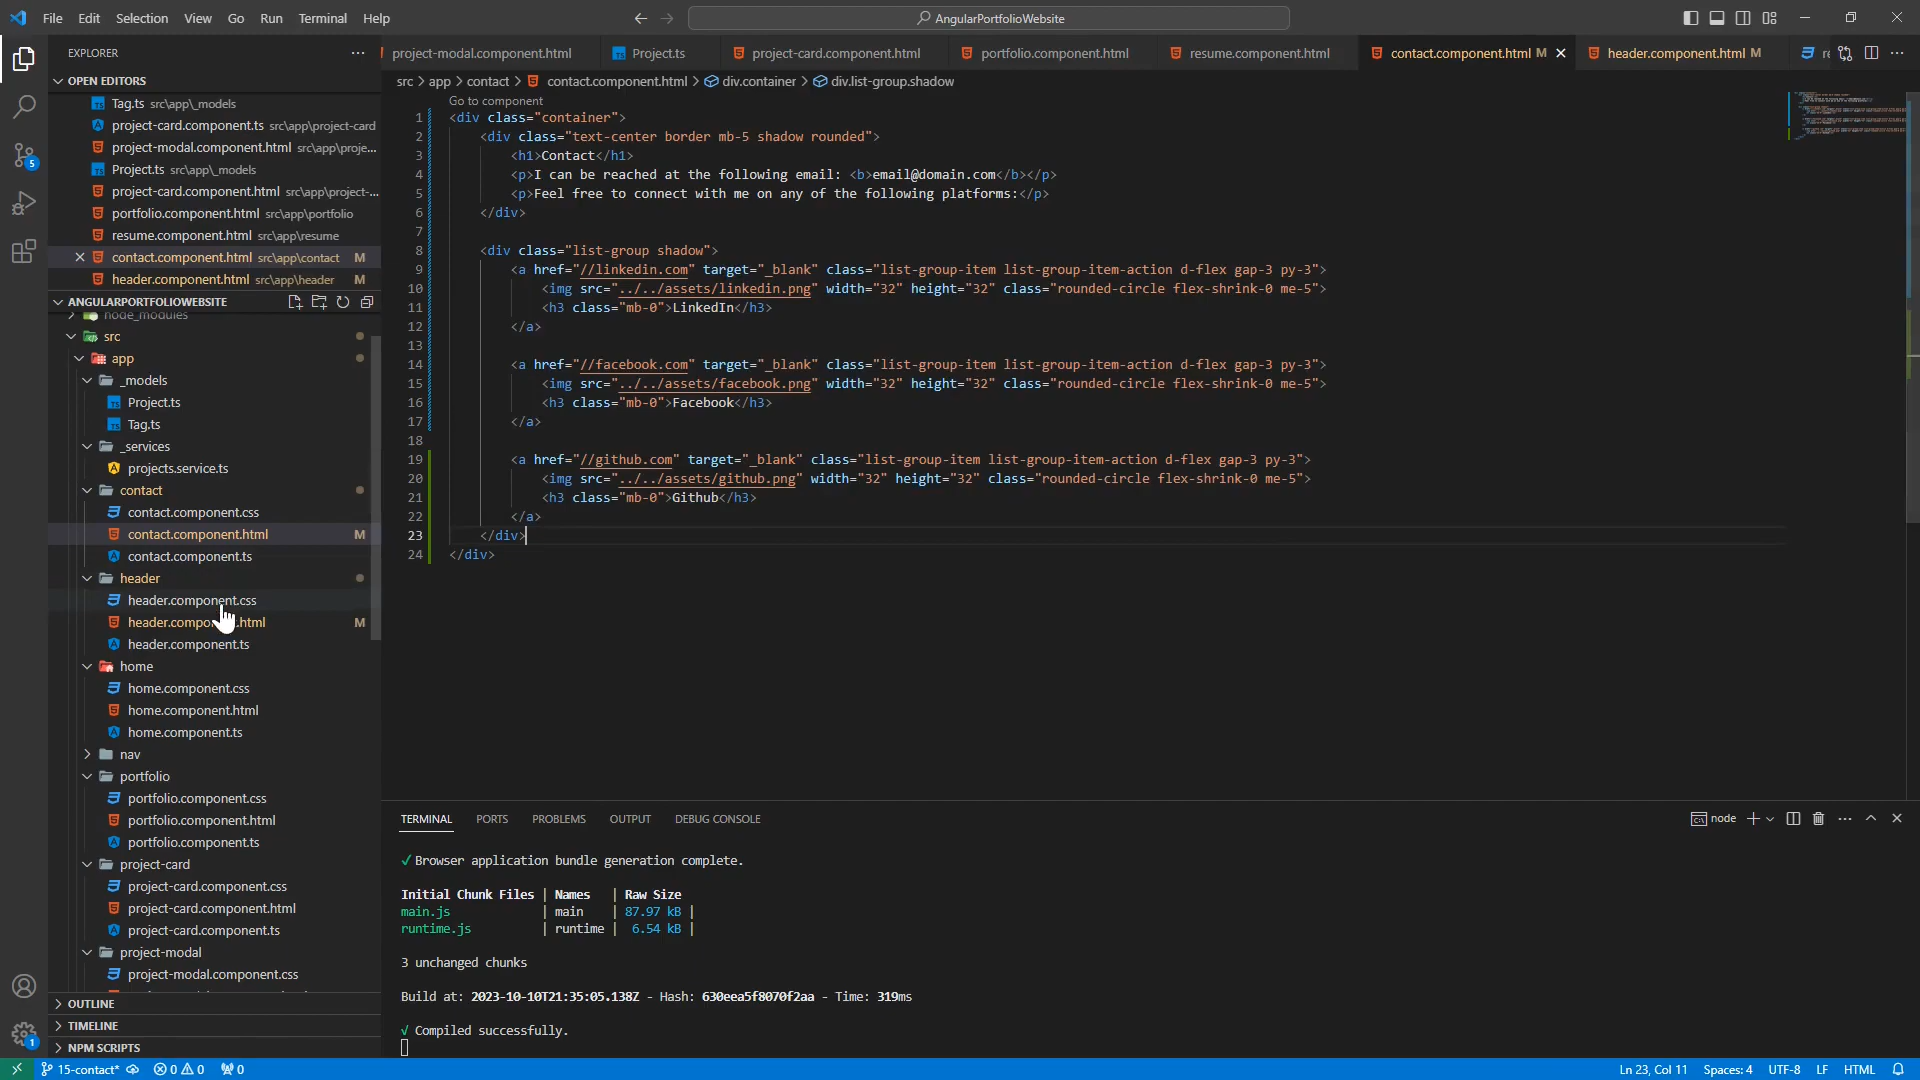 File Edit Selection View Go Run Terminal Help
AngularPortfolioWebsite
EXPLORER
OPEN EDITORS
Tag.ts src\app\_models
project-card.component.ts src\app\project-card
project-modal.component.html src\app\proje...
Project.ts src\app\_models
project-card.component.html src\app\project-...
portfolio.component.html src\app\portfolio
resume.component.html src\app\resume
contact.component.html src\app\contact M
header.component.html src\app\header M
ANGULARPORTFOLIOWEBSITE
node_modules
src
app
_models
Project.ts
Tag.ts
_services
projects.service.ts
contact
contact.component.css
contact.component.html M
contact.component.ts
header
header.component.css
header.component.html M
header.component.ts
home
home.component.css
home.component.html
home.component.ts
nav
portfolio
portfolio.component.css
portfolio.component.html
portfolio.component.ts
project-card
project-card.component.css
project-card.component.html
project-card.component.ts
project-modal
project-modal.component.css
OUTLINE
TIMELINE
NPM SCRIPTS
5
1
project-modal.component.html Project.ts project-card.component.html portfolio.component.html resume.component.html contact.component.html M header.component.html M re
src > app > contact > contact.component.html > div.container > div.list-group.shadow
Go to component
1 <div class="container">
2 <div class="text-center border mb-5 shadow rounded">
3 <h1>Contact</h1>
4 <p>I can be reached at the following email: <b>email@domain.com</b></p>
5 <p>Feel free to connect with me on any of the following platforms:</p>
6 </div>
7
8 <div class="list-group shadow">
9 <a href="//linkedin.com" target="_blank" class="list-group-item list-group-item-action d-flex gap-3 py-3">
10 <img src="../../assets/linkedin.png" width="32" height="32" class="rounded-circle flex-shrink-0 me-5">
11 <h3 class="mb-0">LinkedIn</h3>
12 </a>
13
14 <a href="//facebook.com" target="_blank" class="list-group-item list-group-item-action d-flex gap-3 py-3">
15 <img src="../../assets/facebook.png" width="32" height="32" class="rounded-circle flex-shrink-0 me-5">
16 <h3 class="mb-0">Facebook</h3>
17 </a>
18
19 <a href="//github.com" target="_blank" class="list-group-item list-group-item-action d-flex gap-3 py-3">
20 <img src="../../assets/github.png" width="32" height="32" class="rounded-circle flex-shrink-0 me-5">
21 <h3 class="mb-0">Github</h3>
22 </a>
23 </div>
24 </div>
TERMINAL PORTS PROBLEMS OUTPUT DEBUG CONSOLE
node
√ Browser application bundle generation complete.
Initial Chunk Files | Names | Raw Size
main.js | main | 87.97 kB |
runtime.js | runtime | 6.54 kB |
3 unchanged chunks
Build at: 2023-10-10T21:35:05.138Z - Hash: 630eea5f8070f2aa - Time: 319ms
√ Compiled successfully.
15-contact* 0 0 0
Ln 23, Col 11 Spaces: 4 UTF-8 LF HTML